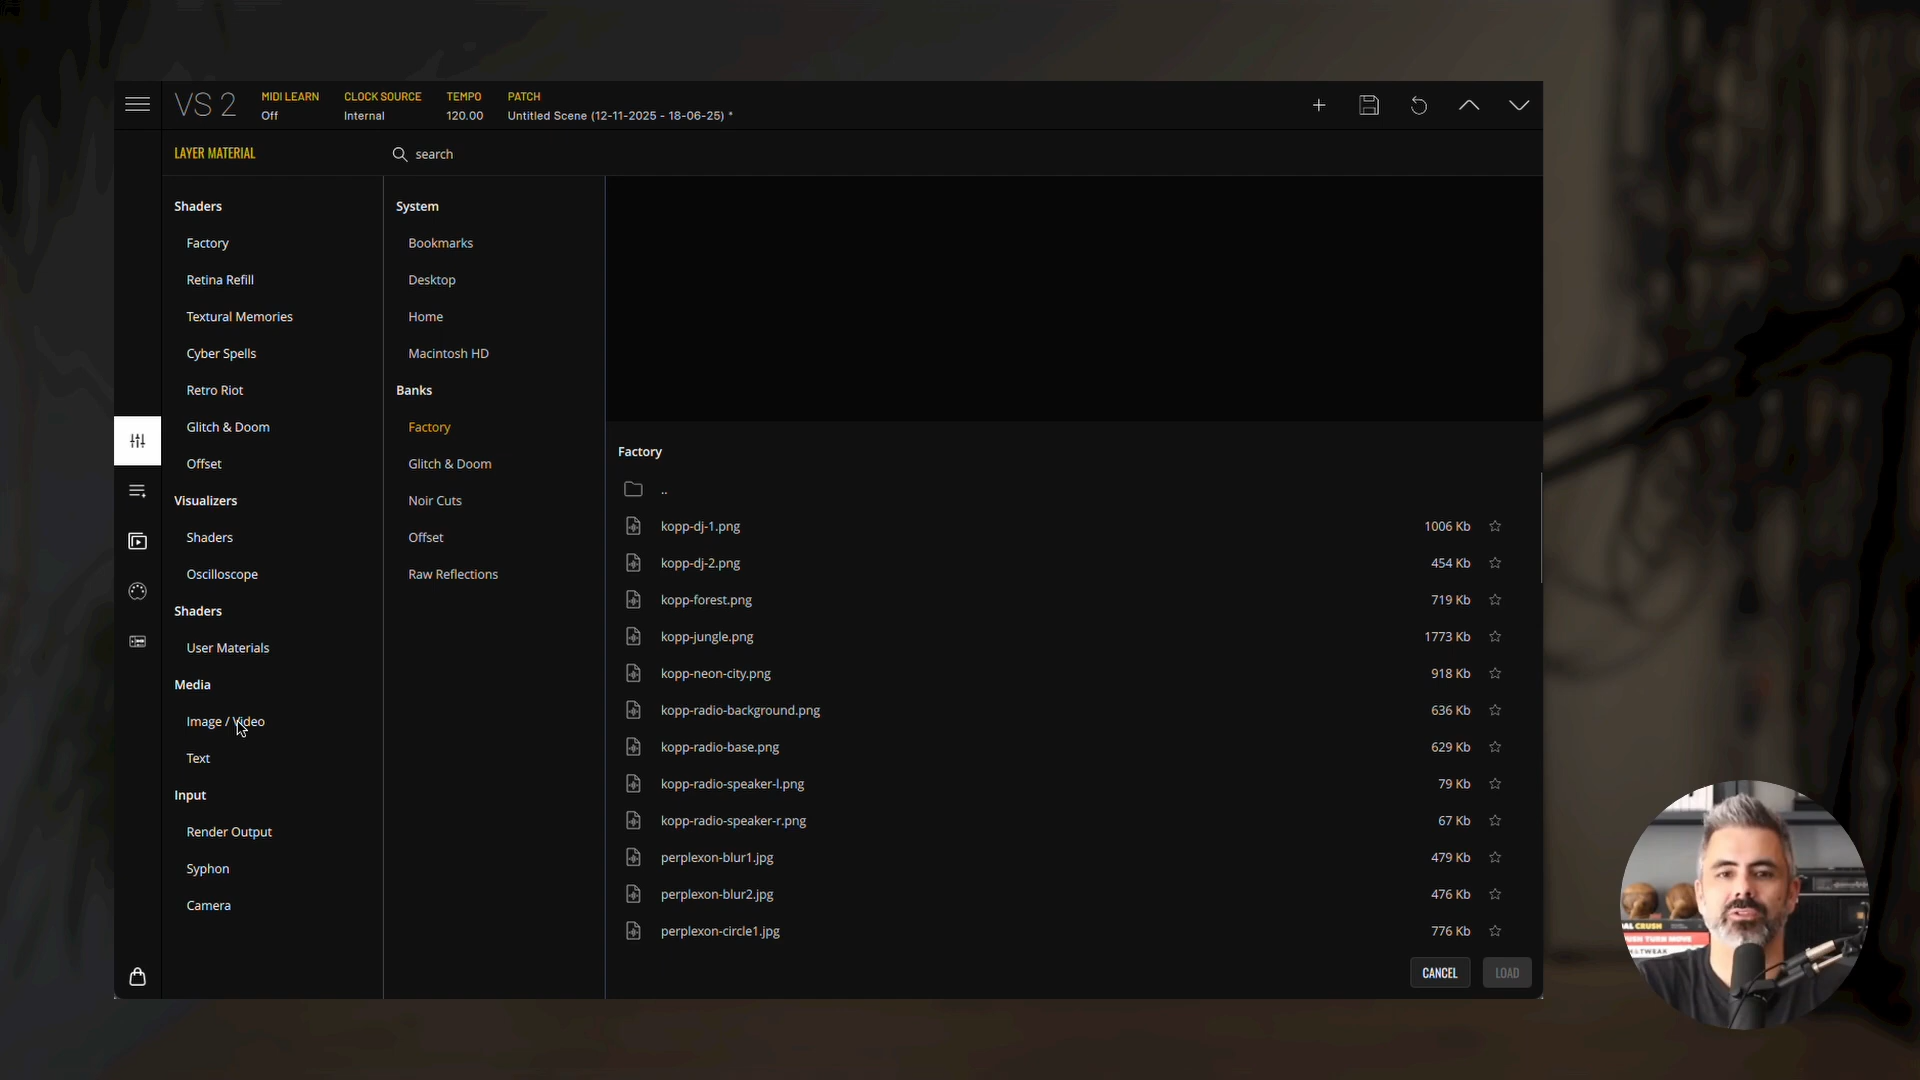 VS 2
MIDI LEARN
Off
CLOCK SOURCE
Internal
TEMPO
120.00
PATCH
Untitled Scene (12-11-2025 - 18-06-25) *
LAYER MATERIAL
search
Shaders
Factory
Retina Refill
Textural Memories
Cyber Spells
Retro Riot
Glitch & Doom
Offset
Visualizers
Shaders
Oscilloscope
Shaders
User Materials
Media
Image / Video
Text
Input
Render Output
Syphon
Camera
System
Bookmarks
Desktop
Home
Macintosh HD
Banks
Factory
Glitch & Doom
Noir Cuts
Offset
Raw Reflections
Factory
..
kopp-dj-1.png 1006 Kb
kopp-dj-2.png 454 Kb
kopp-forest.png 719 Kb
kopp-jungle.png 1773 Kb
kopp-neon-city.png 918 Kb
kopp-radio-background.png 636 Kb
kopp-radio-base.png 629 Kb
kopp-radio-speaker-l.png 79 Kb
kopp-radio-speaker-r.png 67 Kb
perplexon-blur1.jpg 479 Kb
perplexon-blur2.jpg 476 Kb
perplexon-circle1.jpg 776 Kb
CANCEL
LOAD
CRUSH
TURN MOVE